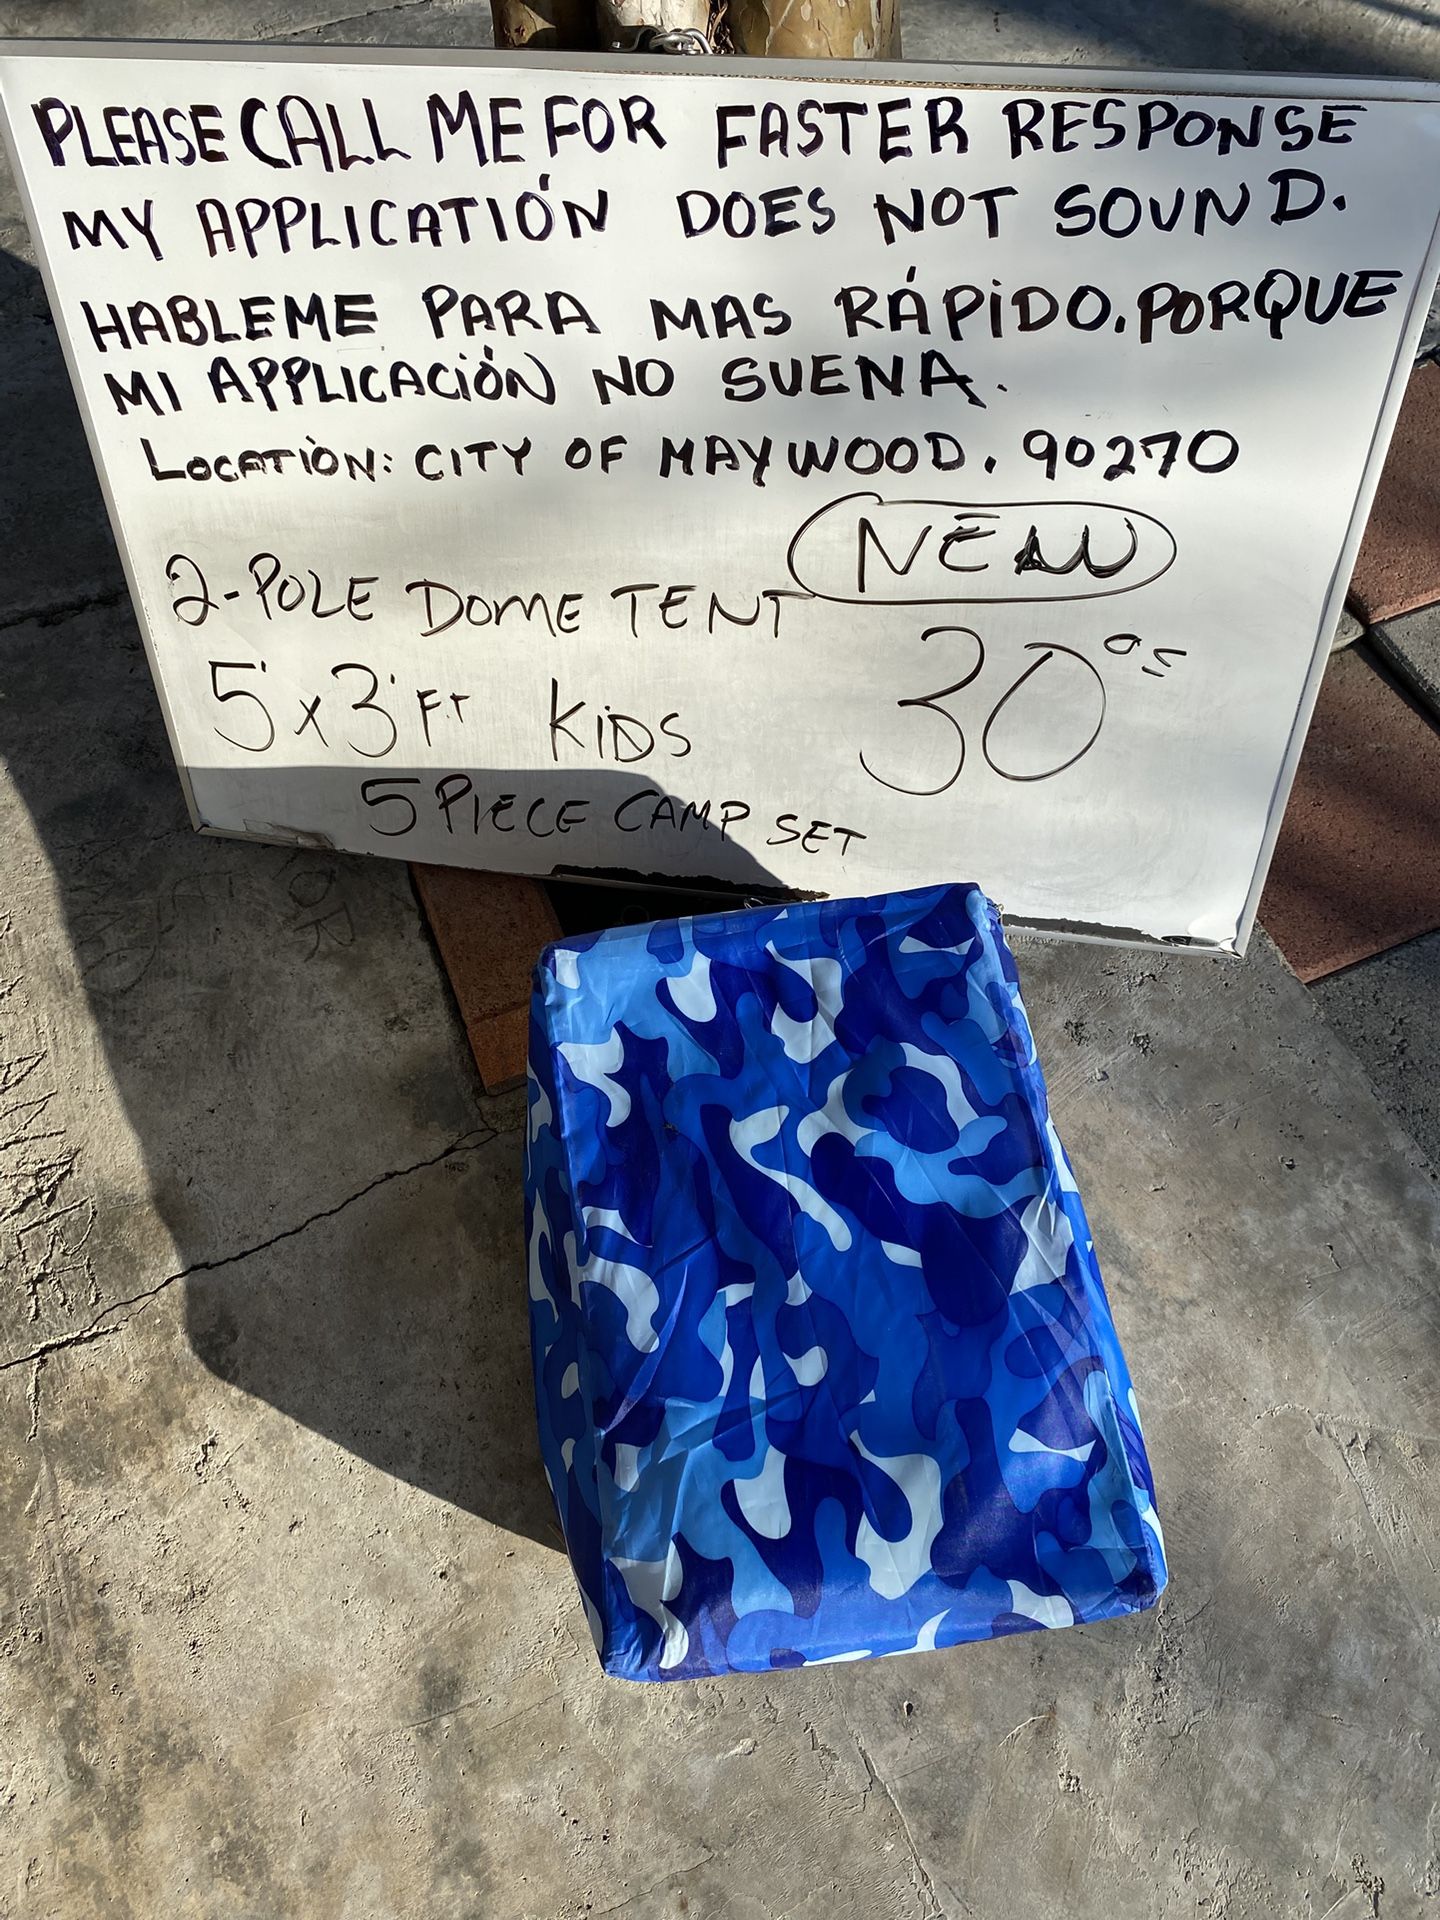 PLEASE CALL ME FOR FASTER RESPONSE
MY APPLICATIÓN DOES NOT SOUND.
HABLEME PARA MAS RÁPIDO. PORQUE
MI APPLICACIÓN NO SUENA.
LOCATIÒN: CITY OF MAYWOOD. 90270
NEW
2-POLE DOME TENT
5' x 3' FT KIDS 30
5 PIECE CAMP SET